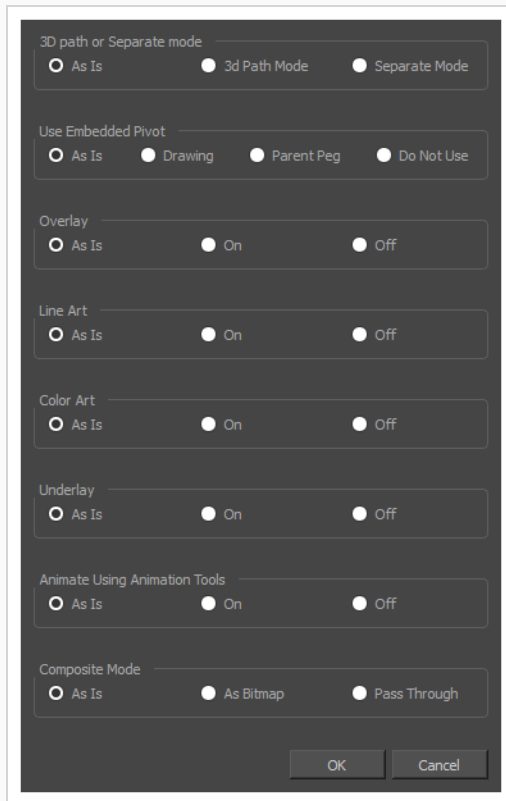 3D path or Separate mode
As Is 3d Path Mode Separate Mode
Use Embedded Pivot
As Is Drawing Parent Peg Do Not Use
Overlay
As Is On Off
Line Art
As Is On Off
Color Art
As Is On Off
Underlay
As Is On Off
Animate Using Animation Tools
As Is On Off
Composite Mode
As Is As Bitmap Pass Through
OK Cancel